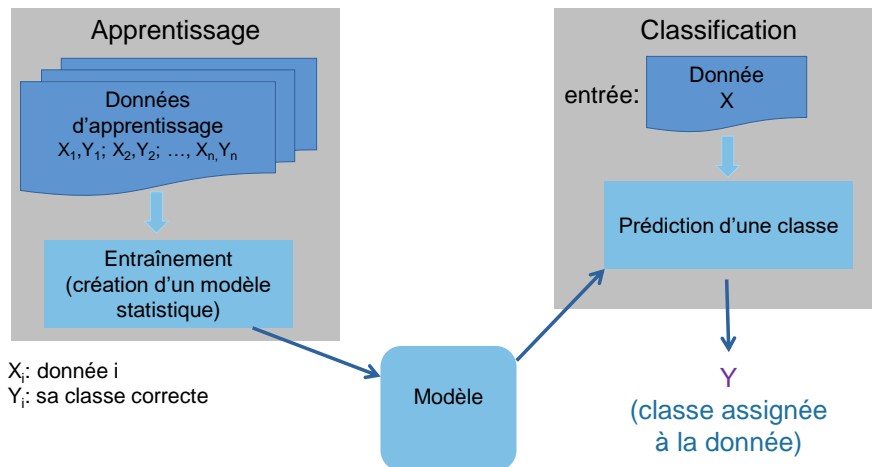 Apprentissage
Données
d'apprentissage
X₁,Y₁; X₂,Y₂; …, Xₙ,Yₙ
Entraînement
(création d'un modèle
statistique)
Xᵢ: donnée i
Yᵢ: sa classe correcte
Modèle
Classification
entrée:
Donnée
X
Prédiction d'une classe
Y
(classe assignée
à la donnée)